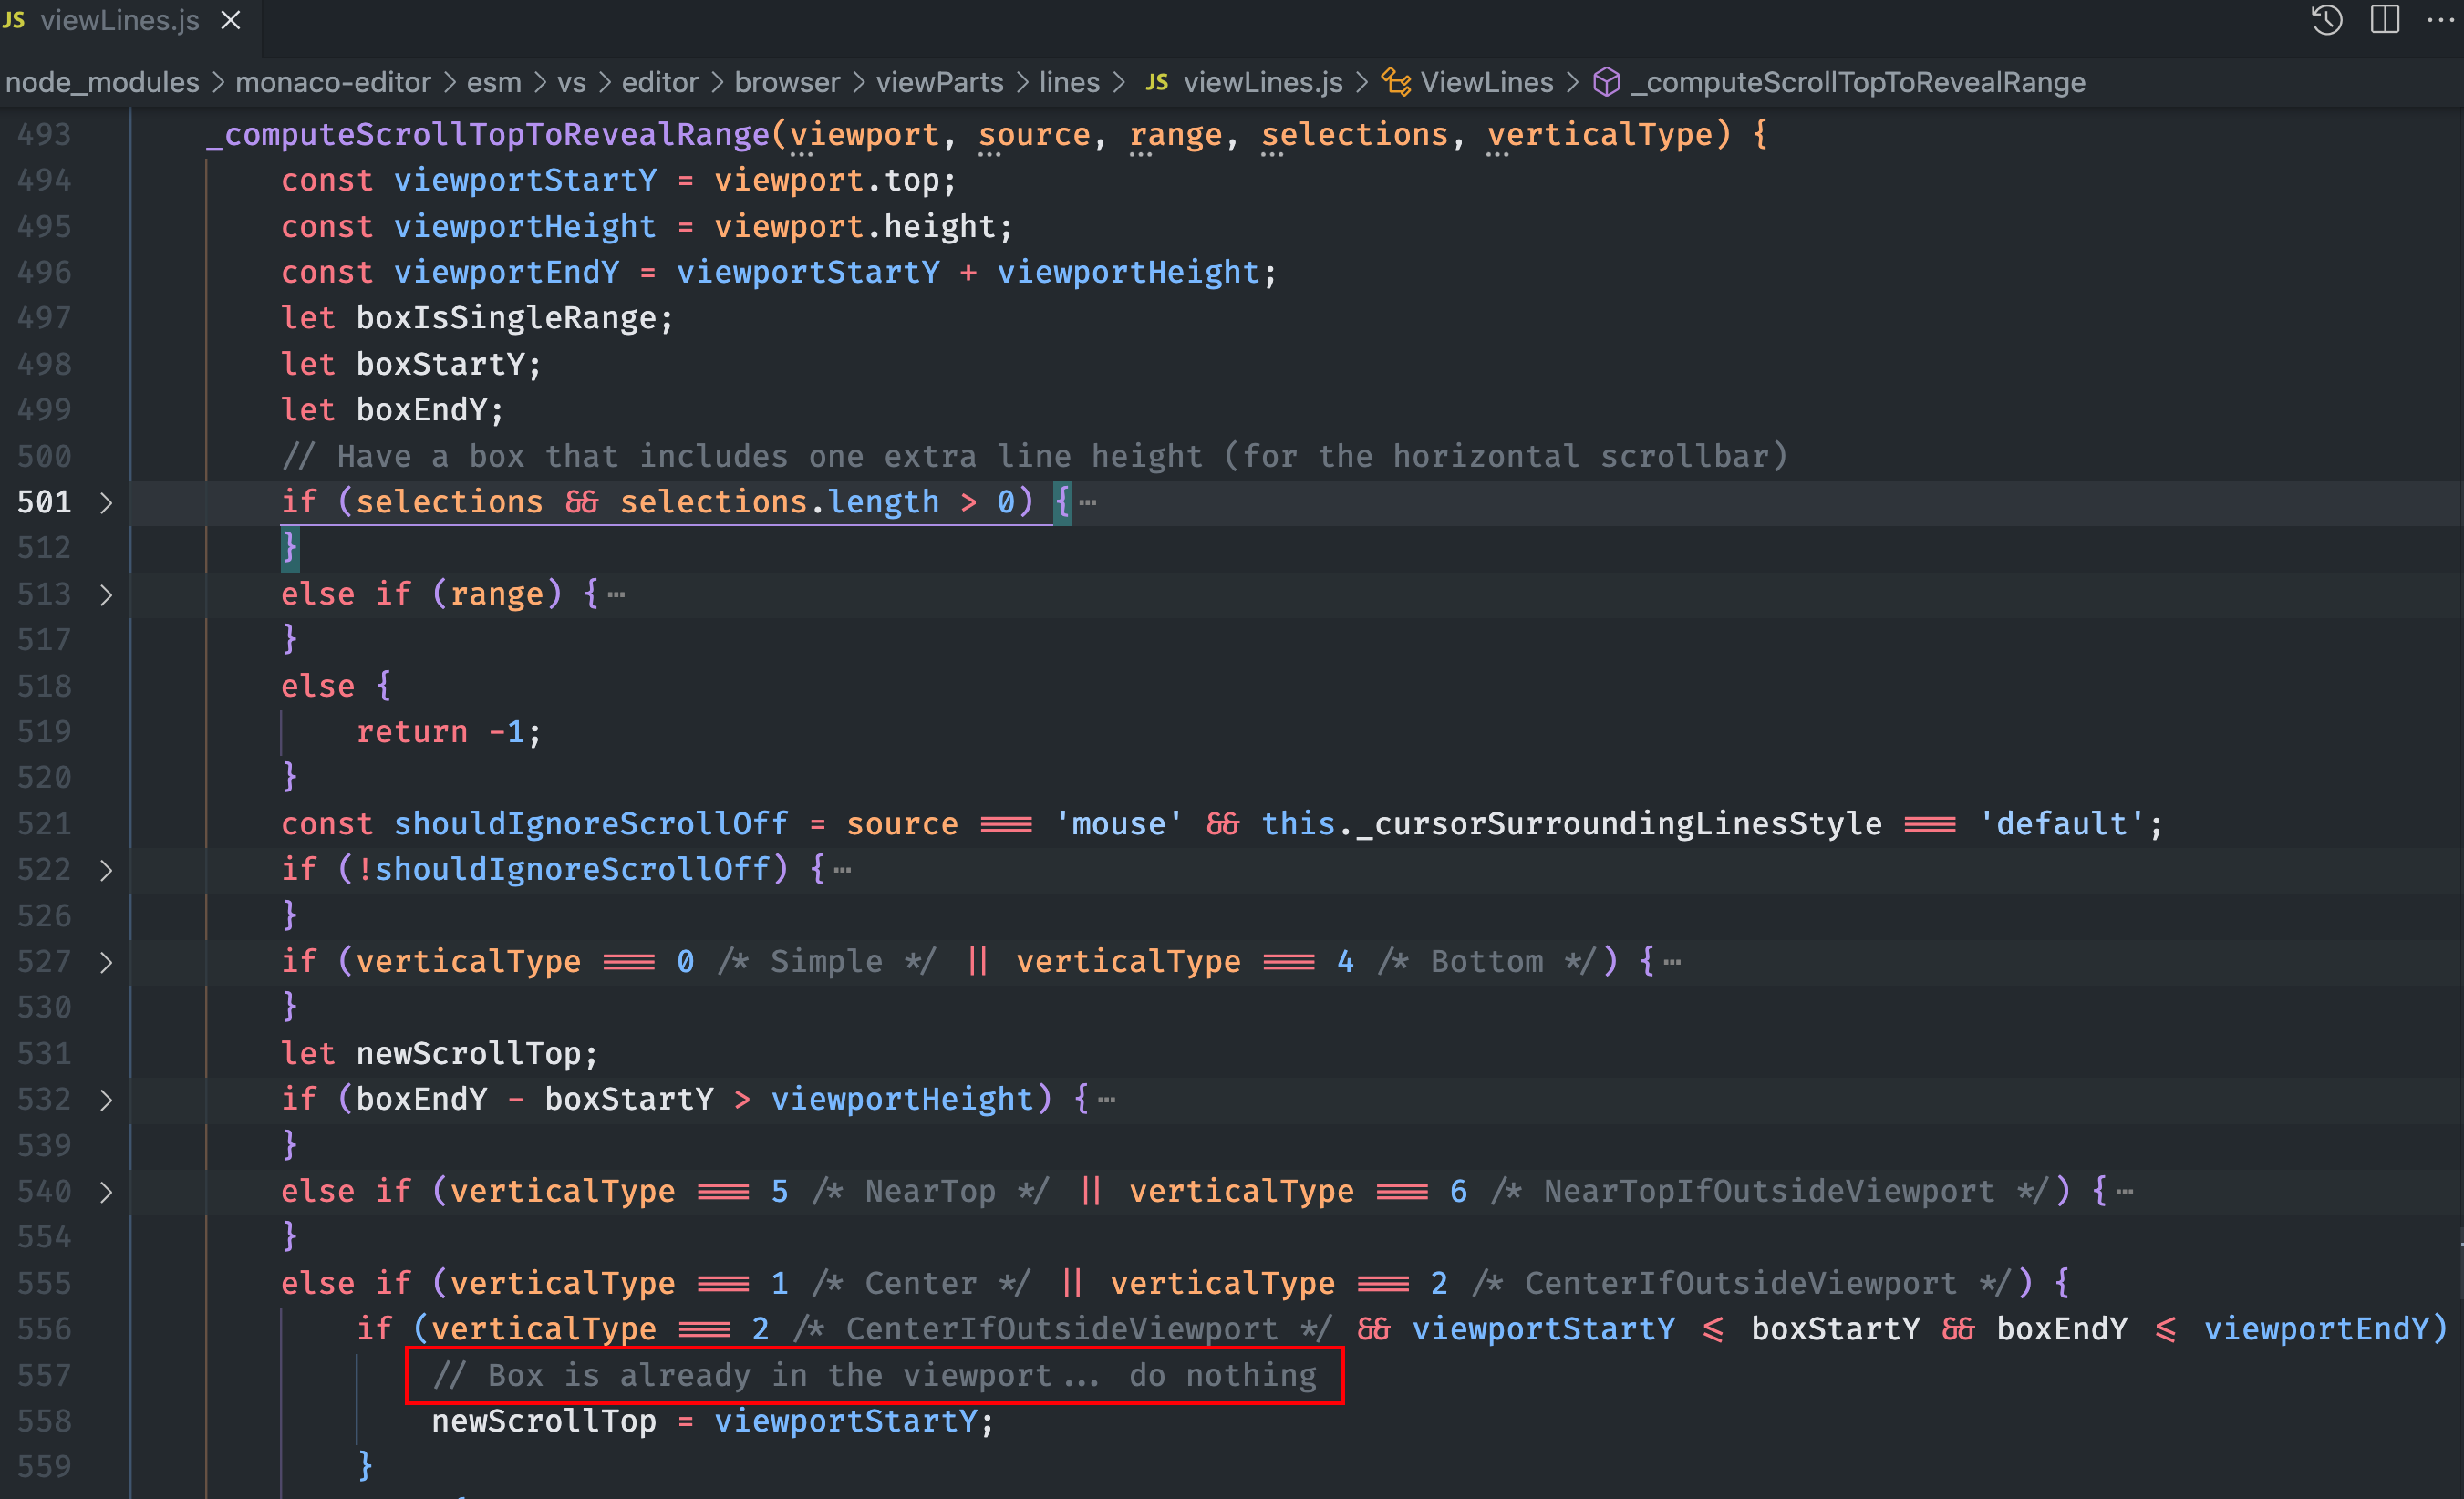 JS viewLines.js ×
node_modules > monaco-editor > esm > vs > editor > browser > viewParts > lines > JS viewLines.js > ViewLines > _computeScrollTopToRevealRange
493 _computeScrollTopToRevealRange(viewport, source, range, selections, verticalType) {
494 const viewportStartY = viewport.top;
495 const viewportHeight = viewport.height;
496 const viewportEndY = viewportStartY + viewportHeight;
497 let boxIsSingleRange;
498 let boxStartY;
499 let boxEndY;
500 // Have a box that includes one extra line height (for the horizontal scrollbar)
501 > if (selections && selections.length > 0) {⋯
512 }
513 > else if (range) {⋯
517 }
518 else {
519 return -1;
520 }
521 const shouldIgnoreScrollOff = source === 'mouse' && this._cursorSurroundingLinesStyle === 'default';
522 > if (!shouldIgnoreScrollOff) {⋯
526 }
527 > if (verticalType === 0 /* Simple */ || verticalType === 4 /* Bottom */) {⋯
530 }
531 let newScrollTop;
532 > if (boxEndY - boxStartY > viewportHeight) {⋯
539 }
540 > else if (verticalType === 5 /* NearTop */ || verticalType === 6 /* NearTopIfOutsideViewport */) {⋯
554 }
555 else if (verticalType === 1 /* Center */ || verticalType === 2 /* CenterIfOutsideViewport */) {
556 if (verticalType === 2 /* CenterIfOutsideViewport */ && viewportStartY <= boxStartY && boxEndY <= viewportEndY)
557 // Box is already in the viewport... do nothing
558 newScrollTop = viewportStartY;
559 }